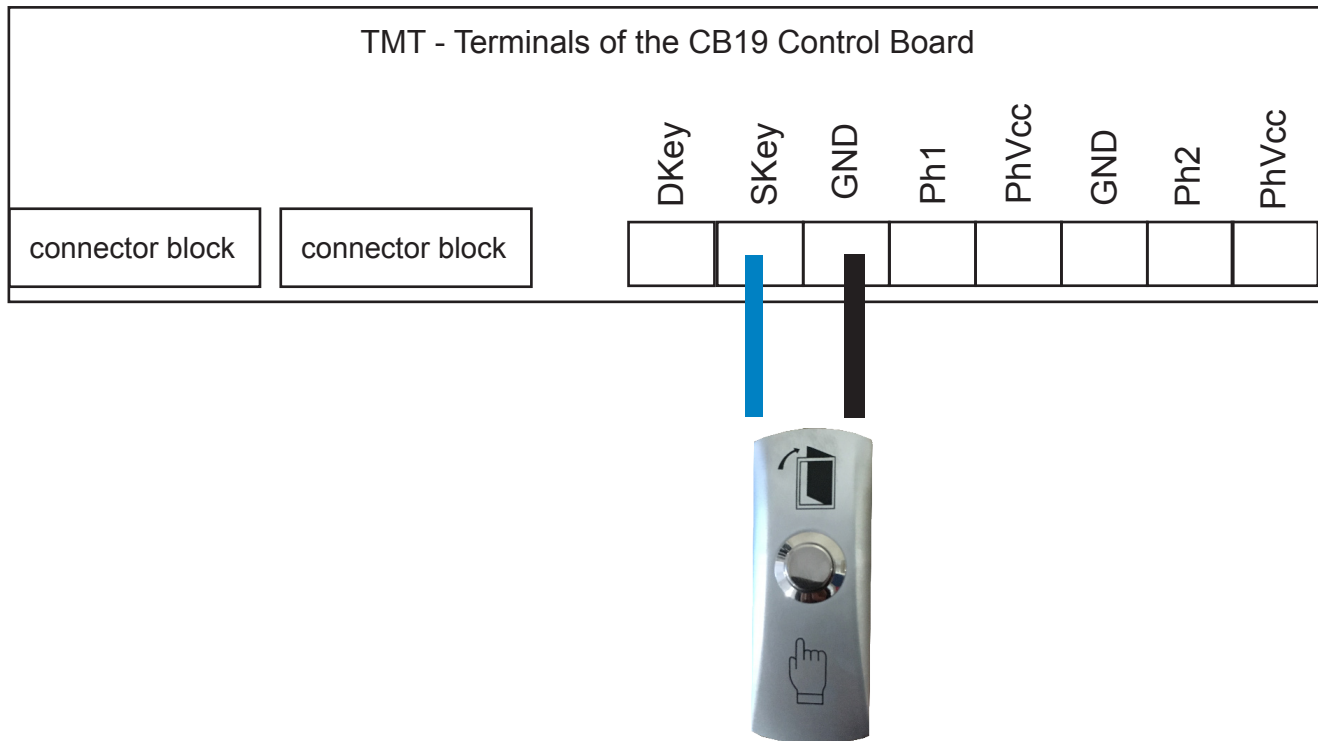 TMT - Terminals of the CB19 Control Board
DKey
SKey
GND
Ph1
PhVcc
GND
Ph2
PhVcc
connector block
connector block